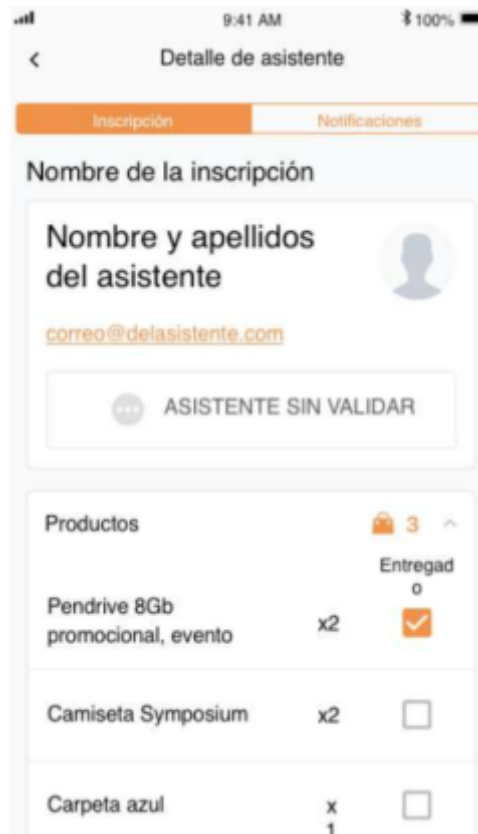 9:41 AM 100%
Detalle de asistente
Inscripción Notificaciones
Nombre de la inscripción
Nombre y apellidos
del asistente
correo@delasistente.com
ASISTENTE SIN VALIDAR
Productos 3
Entregad
o
Pendrive 8Gb
promocional, evento x2
Camiseta Symposium x2
Carpeta azul x
1